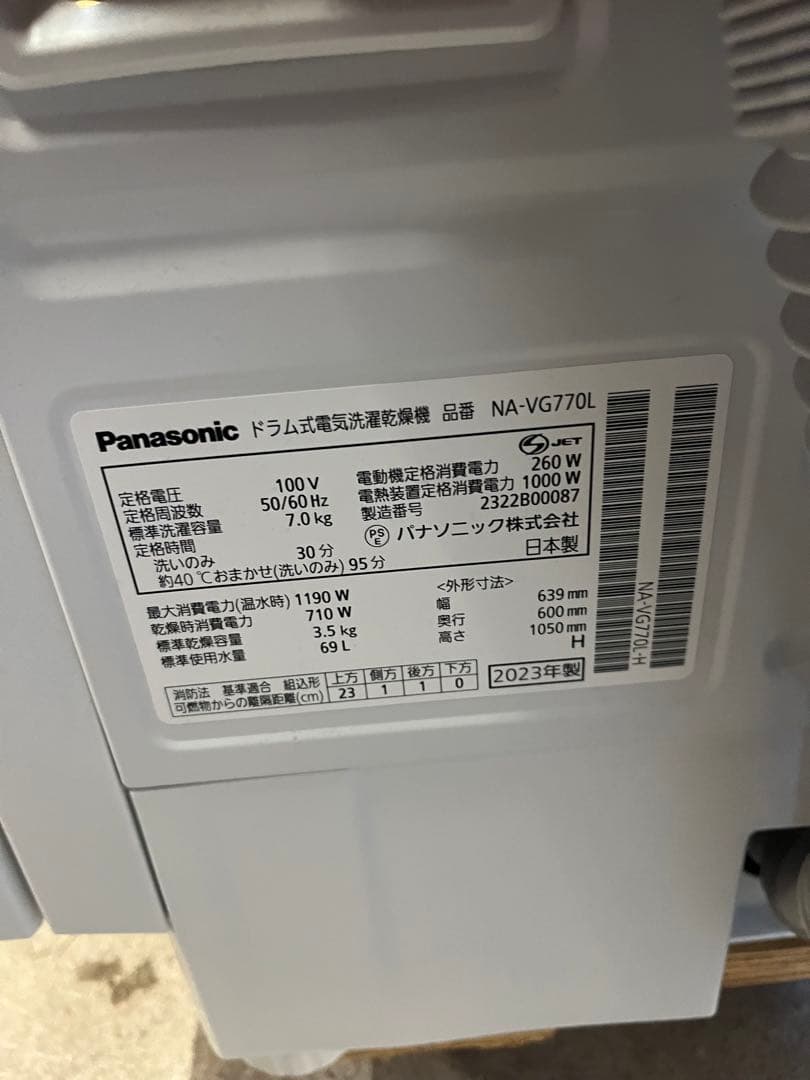 Panasonic ドラム式電気洗濯乾燥機 品番 NA-VG770L
JET
定格電圧 100 V
定格周波数 50/60 Hz
標準洗濯容量 7.0 kg
定格時間
洗いのみ 30 分
約40 ℃おまかせ(洗いのみ) 95 分
電動機定格消費電力 260 W
電熱装置定格消費電力 1000 W
製造番号 2322B00087
PSE パナソニック株式会社
日本製
最大消費電力(温水時) 1190 W
乾燥時消費電力 710 W
標準乾燥容量 3.5 kg
標準使用水量 69 L
<外形寸法>
幅 639 mm
奥行 600 mm
高さ 1050 mm
H
消防法 基準適合 組込形 上方 側方 後方 下方
可燃物からの離隔距離(cm) 23 1 1 0
2023年製
NA-VG770L-H